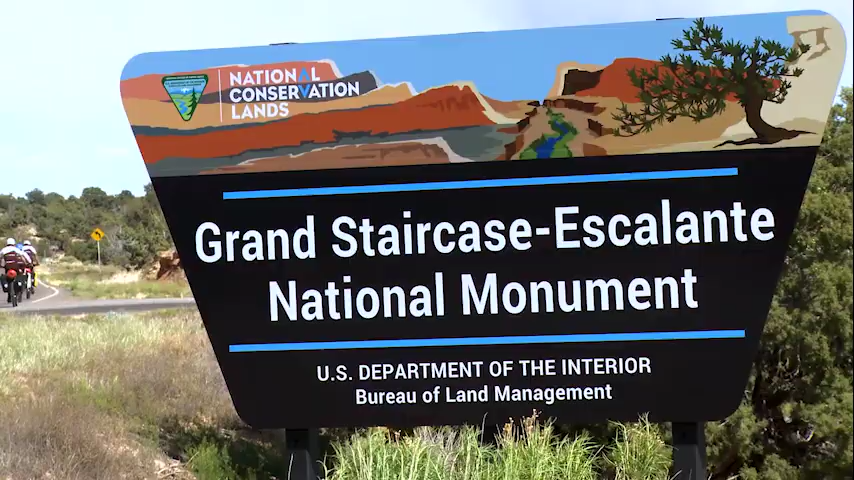 NATIONAL
CONSERVATION
LANDS
Grand Staircase-Escalante
National Monument
U.S. DEPARTMENT OF THE INTERIOR
Bureau of Land Management